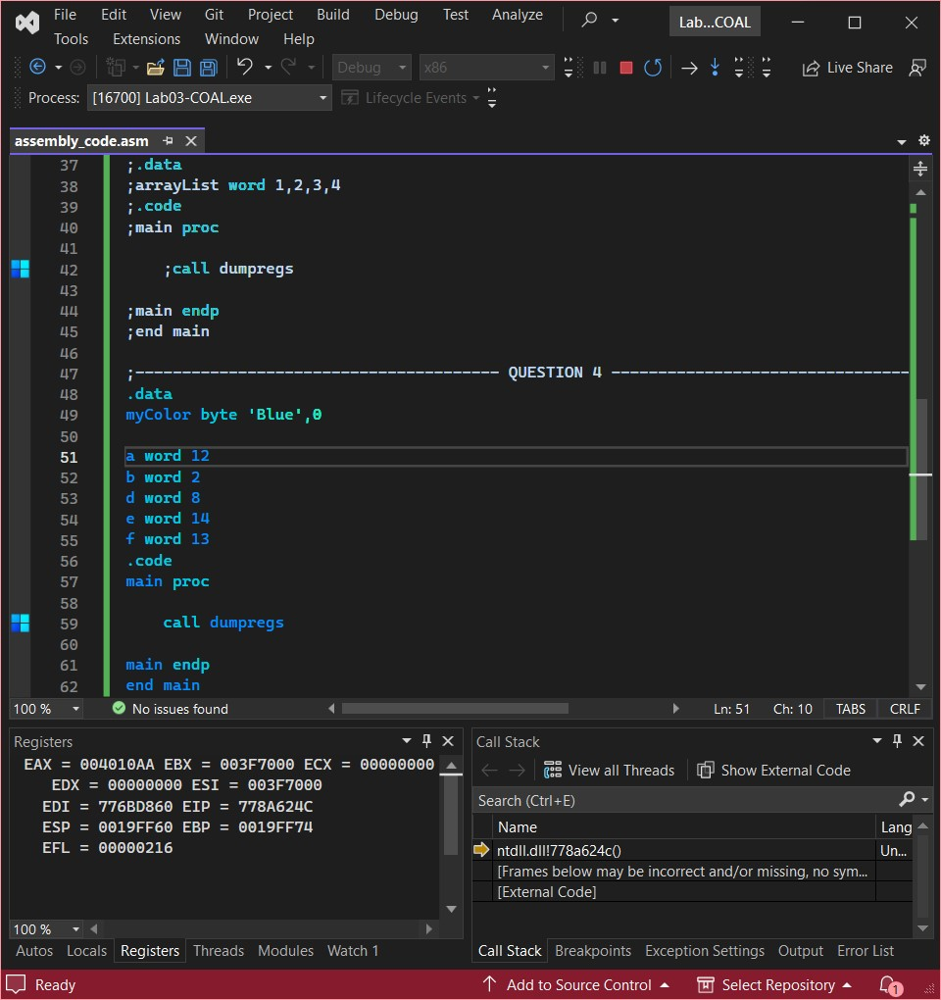 File Edit View Git Project Build Debug Test Analyze Lab...COAL
Tools Extensions Window Help
Debug x86 Live Share
Process: [16700] Lab03-COAL.exe Lifecycle Events
assembly_code.asm
37 ;.data
38 ;arrayList word 1,2,3,4
39 ;.code
40 ;main proc
41
42 ;call dumpregs
43
44 ;main endp
45 ;end main
46
47 ;--------------------------------------- QUESTION 4 --------------------------------
48 .data
49 myColor byte 'Blue',0
50
51 a word 12
52 b word 2
53 d word 8
54 e word 14
55 f word 13
56 .code
57 main proc
58
59 call dumpregs
60
61 main endp
62 end main
100 % No issues found Ln: 51 Ch: 10 TABS CRLF
Registers
EAX = 004010AA EBX = 003F7000 ECX = 00000000
EDX = 00000000 ESI = 003F7000
EDI = 776BD860 EIP = 778A624C
ESP = 0019FF60 EBP = 0019FF74
EFL = 00000216
100 %
Autos Locals Registers Threads Modules Watch 1
Call Stack
View all Threads Show External Code
Search (Ctrl+E)
Name Lang
ntdll.dll!778a624c() Un...
[Frames below may be incorrect and/or missing, no sym...
[External Code]
Call Stack Breakpoints Exception Settings Output Error List
Ready Add to Source Control Select Repository 1